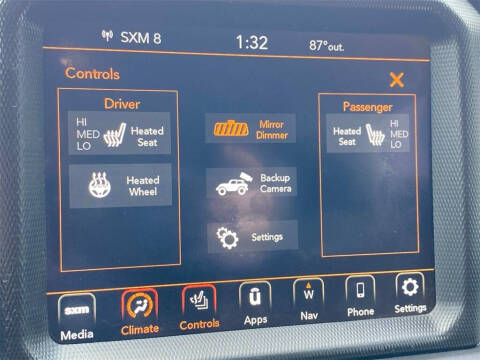 SXM 8 1:32 87° out.
Controls
Driver
HI
MED
LO
Heated
Seat
Heated
Wheel
Mirror
Dimmer
Backup
Camera
Settings
Passenger
Heated
Seat
HI
MED
LO
sxm
Media
Climate
Controls
Apps
W
Nav
Phone
Settings